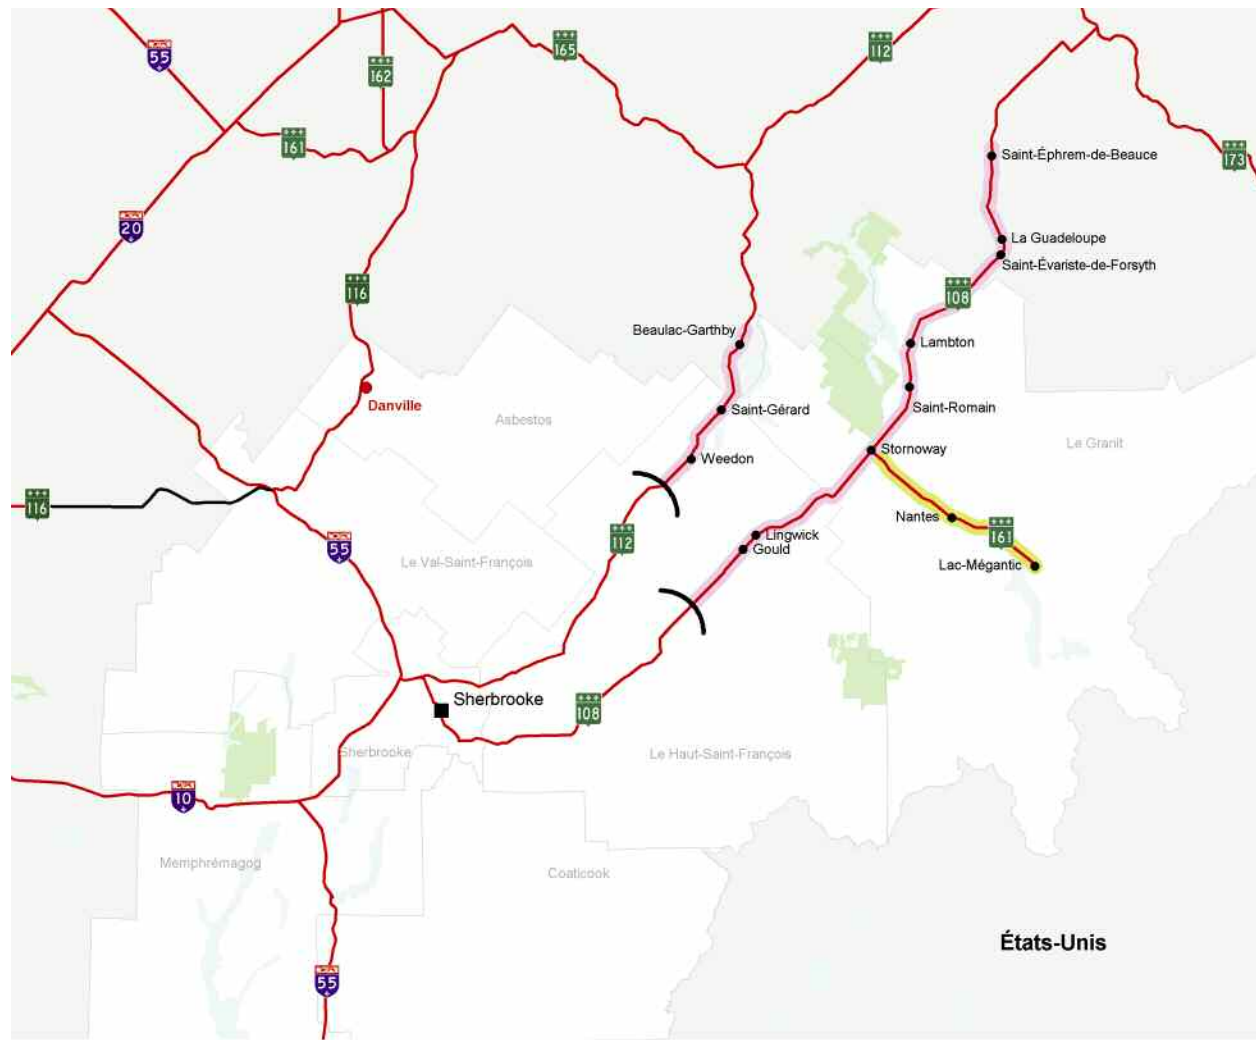 165
112
55
162
161
Saint-Éphrem-de-Beauce
173
20
La Guadeloupe
Saint-Évariste-de-Forsyth
116
108
Beaulac-Garthby
Lambton
Danville
Saint-Gérard
Saint-Romain
Asbestos
Le Granit
Stornoway
Weedon
116
Nantes
161
Lingwick
112
55
Gould
Le Val-Saint-François
Lac-Mégantic
Sherbrooke
108
Sherbrooke
Le Haut-Saint-François
10
Memphrémagog
Coaticook
États-Unis
55